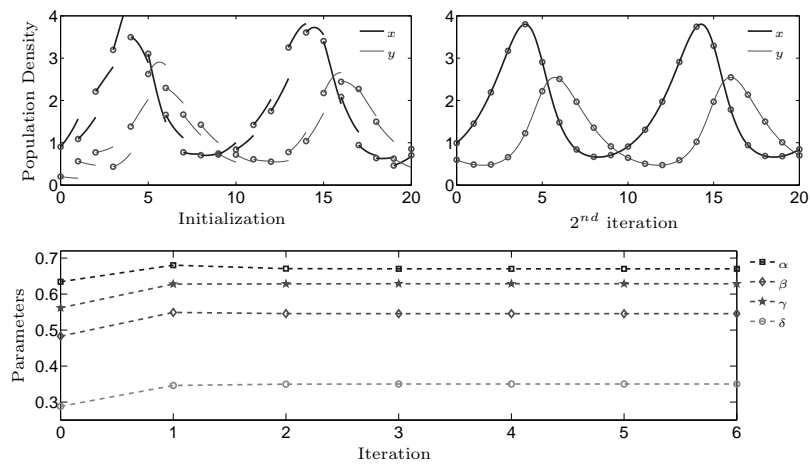 4
3
2
1
0
Population Density
x
y
0
5
10
15
20
Initialization
4
3
2
1
0
x
y
0
5
10
15
20
2nd iteration
0.7
0.6
0.5
0.4
0.3
Parameters
α
β
γ
δ
0
1
2
3
4
5
6
Iteration